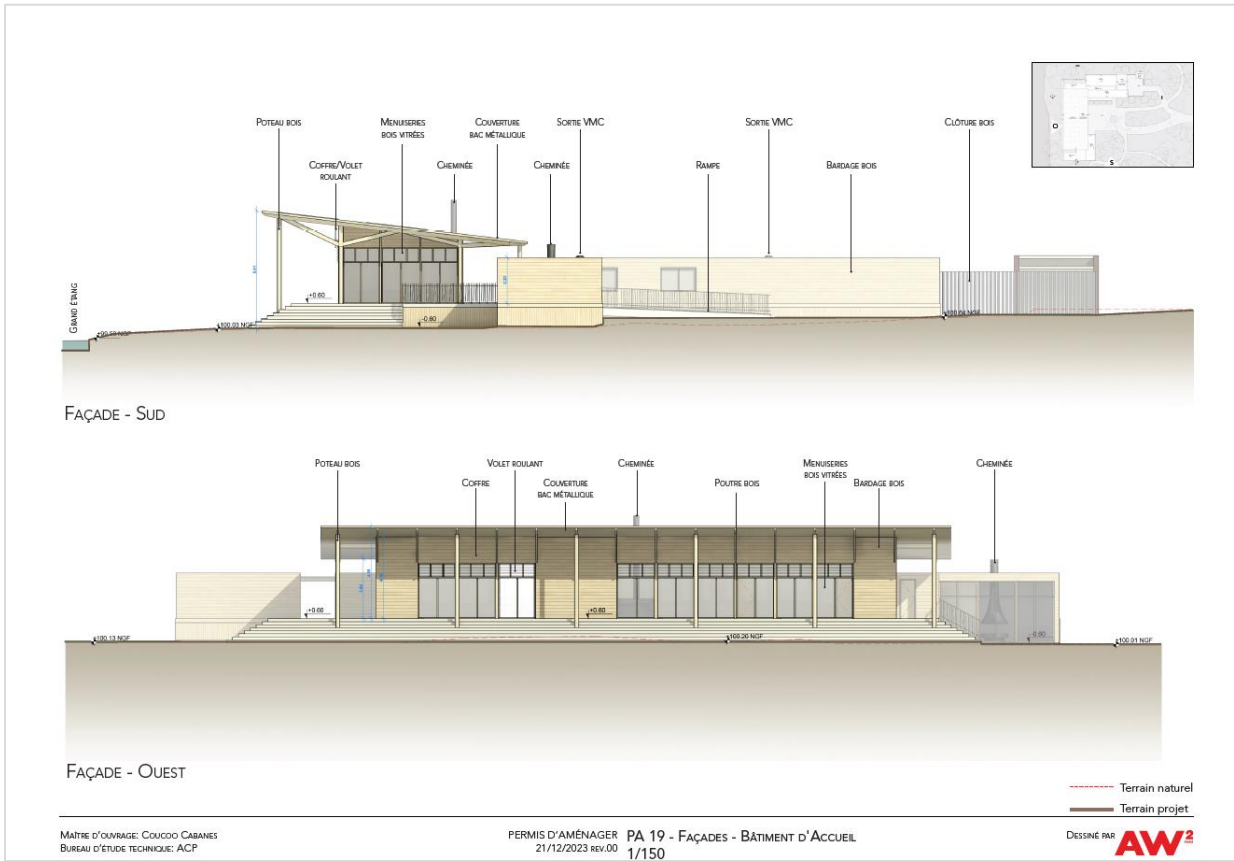 Poteau bois
Menuiseries
bois vitrées
Couverture
bac métallique
Sortie VMC
Sortie VMC
Clôture bois
Coffre/Volet
roulant
Cheminée
Cheminée
Rampe
Bardage bois
O
S
Grand Étang
+0.60
-0.60
+100.03 NGF
Façade - Sud
Poteau bois
Volet roulant
Cheminée
Menuiseries
bois vitrées
Cheminée
Coffre
Couverture
bac métallique
Poutre bois
Bardage bois
+0.60
+0.60
-0.60
+100.13 NGF
+100.20 NGF
+100.01 NGF
Façade - Ouest
Terrain naturel
Terrain projet
Maître d'ouvrage: Coucoo Cabanes
Bureau d'étude technique: ACP
Permis d'aménager
21/12/2023 rev.00
PA 19 - Façades - Bâtiment d'Accueil
1/150
Dessiné par
AW²